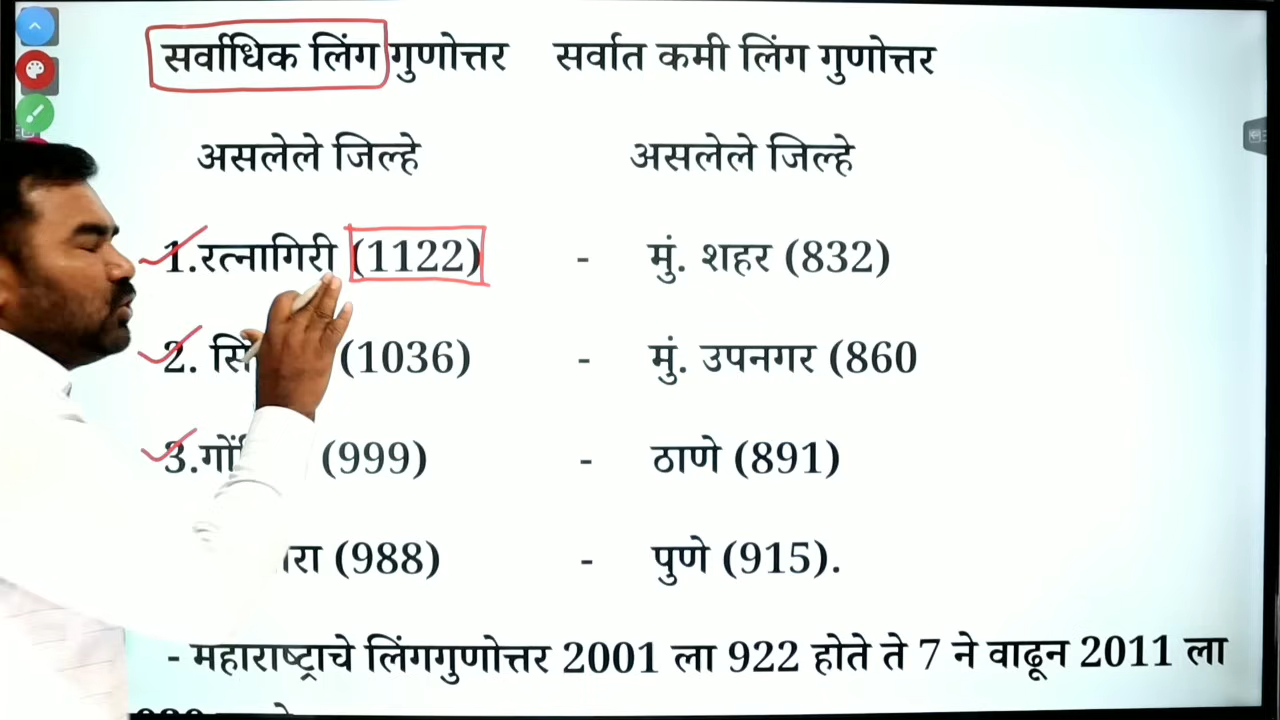 सर्वाधिक लिंग गुणोत्तर सर्वात कमी लिंग गुणोत्तर
असलेले जिल्हे असलेले जिल्हे
1.रत्नागिरी (1122) - मुं. शहर (832)
2. (1036) - मुं. उपनगर (860
3. (999) - ठाणे (891)
(988) - पुणे (915).
- महाराष्ट्राचे लिंगगुणोत्तर 2001 ला 922 होते ते 7 ने वाढून 2011 ला